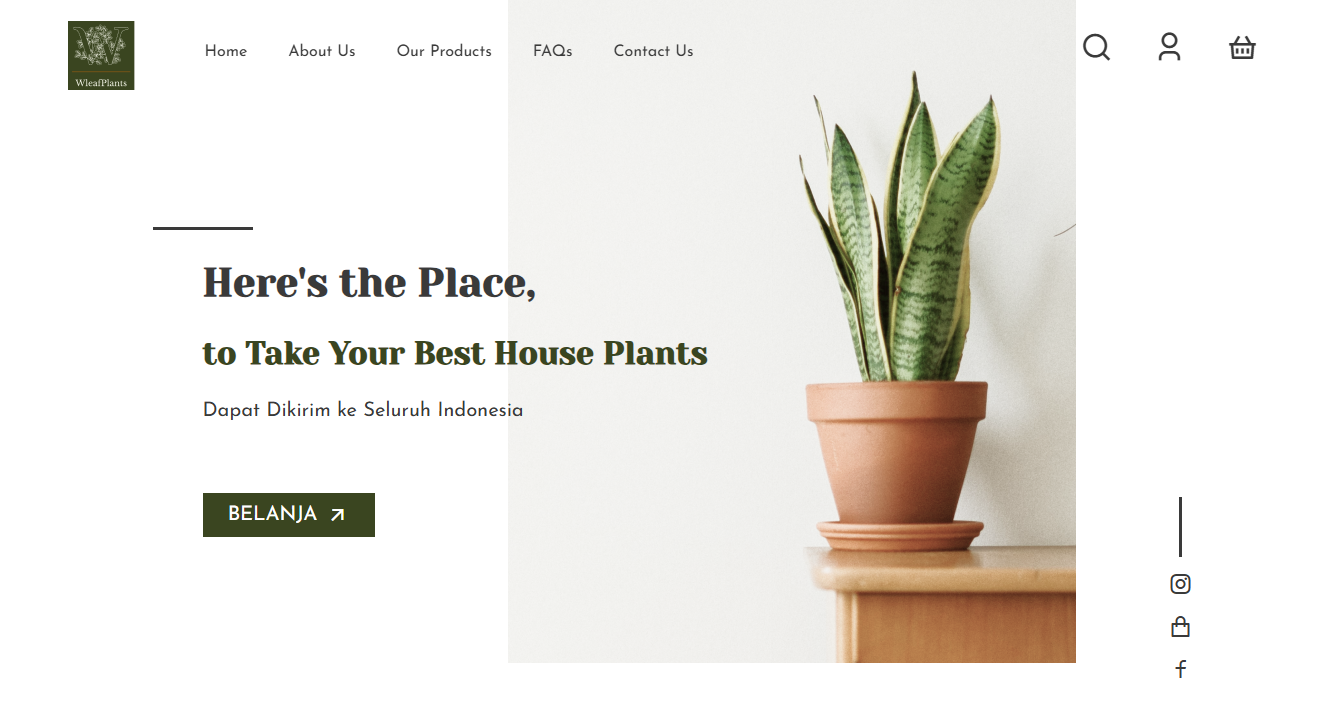 W
WleafPlants
Home About Us Our Products FAQs Contact Us
Here's the Place,
to Take Your Best House Plants
Dapat Dikirim ke Seluruh Indonesia
BELANJA